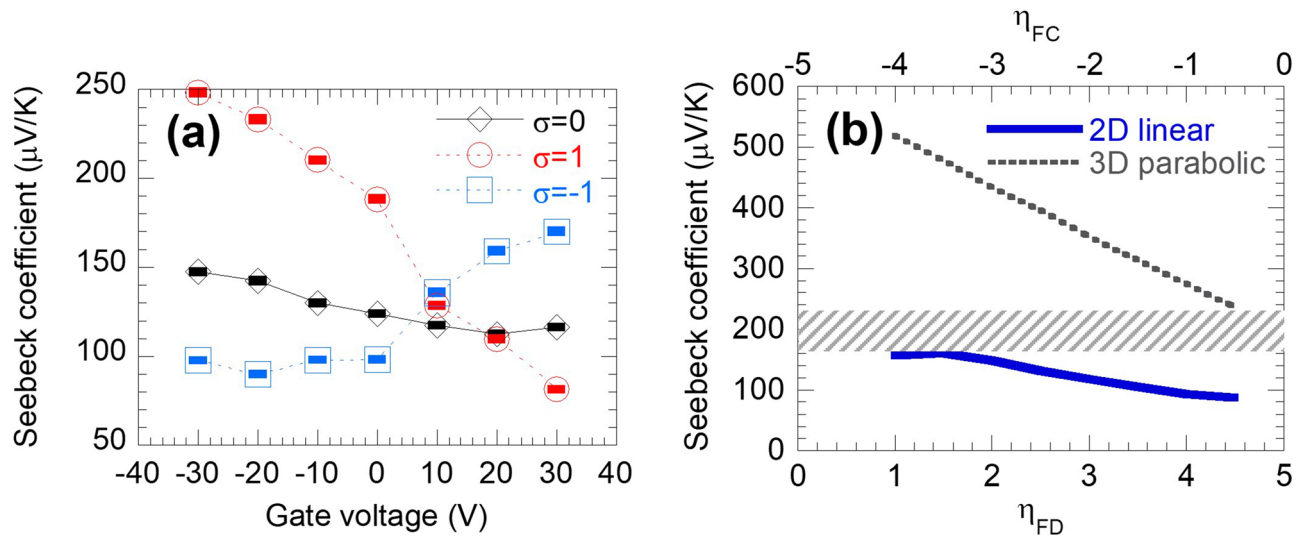 (a)
σ=0
σ=1
σ=-1
Seebeck coefficient (μV/K)
250
200
150
100
50
-40 -30 -20 -10 0 10 20 30 40
Gate voltage (V)
η_FC
-5 -4 -3 -2 -1 0
(b)
2D linear
3D parabolic
Seebeck coefficient (μV/K)
600
500
400
300
200
100
0
0 1 2 3 4 5
η_FD